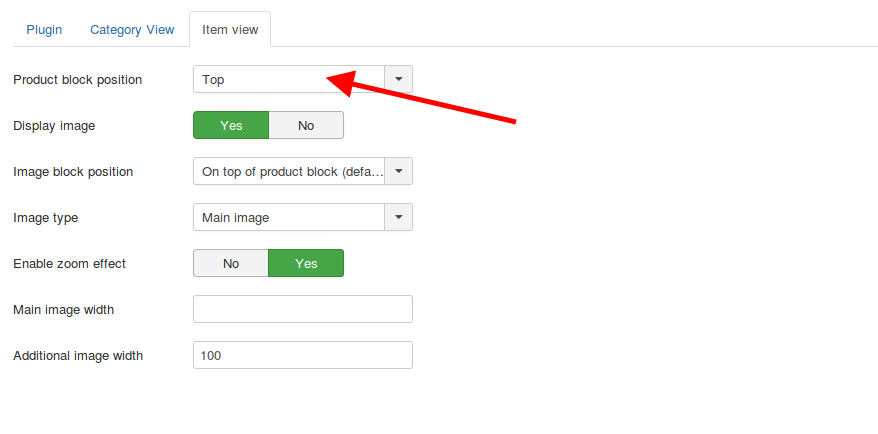 Plugin Category View Item view
Product block position Top
Display image Yes No
Image block position On top of product block (defa...
Image type Main image
Enable zoom effect No Yes
Main image width
Additional image width 100